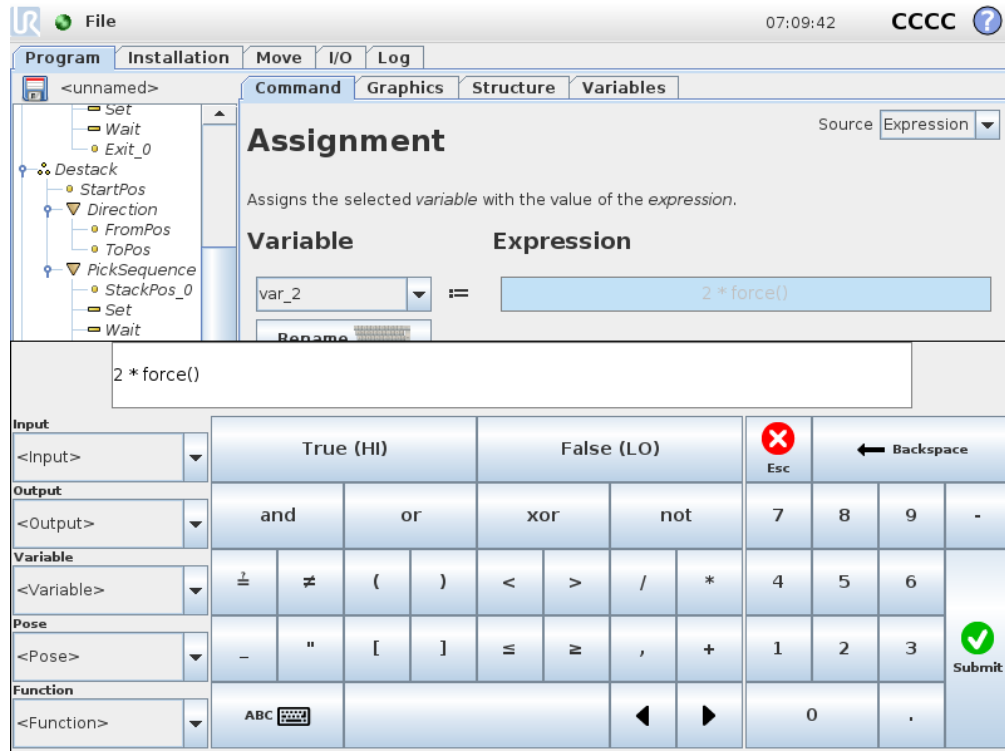 UR File 07:09:42 CCCC ?
Program Installation Move I/O Log
<unnamed> Command Graphics Structure Variables
Set
Wait
Exit_0
Destack
StartPos
Direction
FromPos
ToPos
PickSequence
StackPos_0
Set
Wait
Assignment
Source Expression
Assigns the selected variable with the value of the expression.
Variable Expression
var_2 := 2 * force()
Rename
2 * force()
Input
<Input>
Output
<Output>
Variable
<Variable>
Pose
<Pose>
Function
<Function>
True (HI) False (LO) Esc Backspace
and or xor not 7 8 9 -
≟ ≠ ( ) < > / * 4 5 6
_ " [ ] ≤ ≥ , + 1 2 3 Submit
ABC 0 .